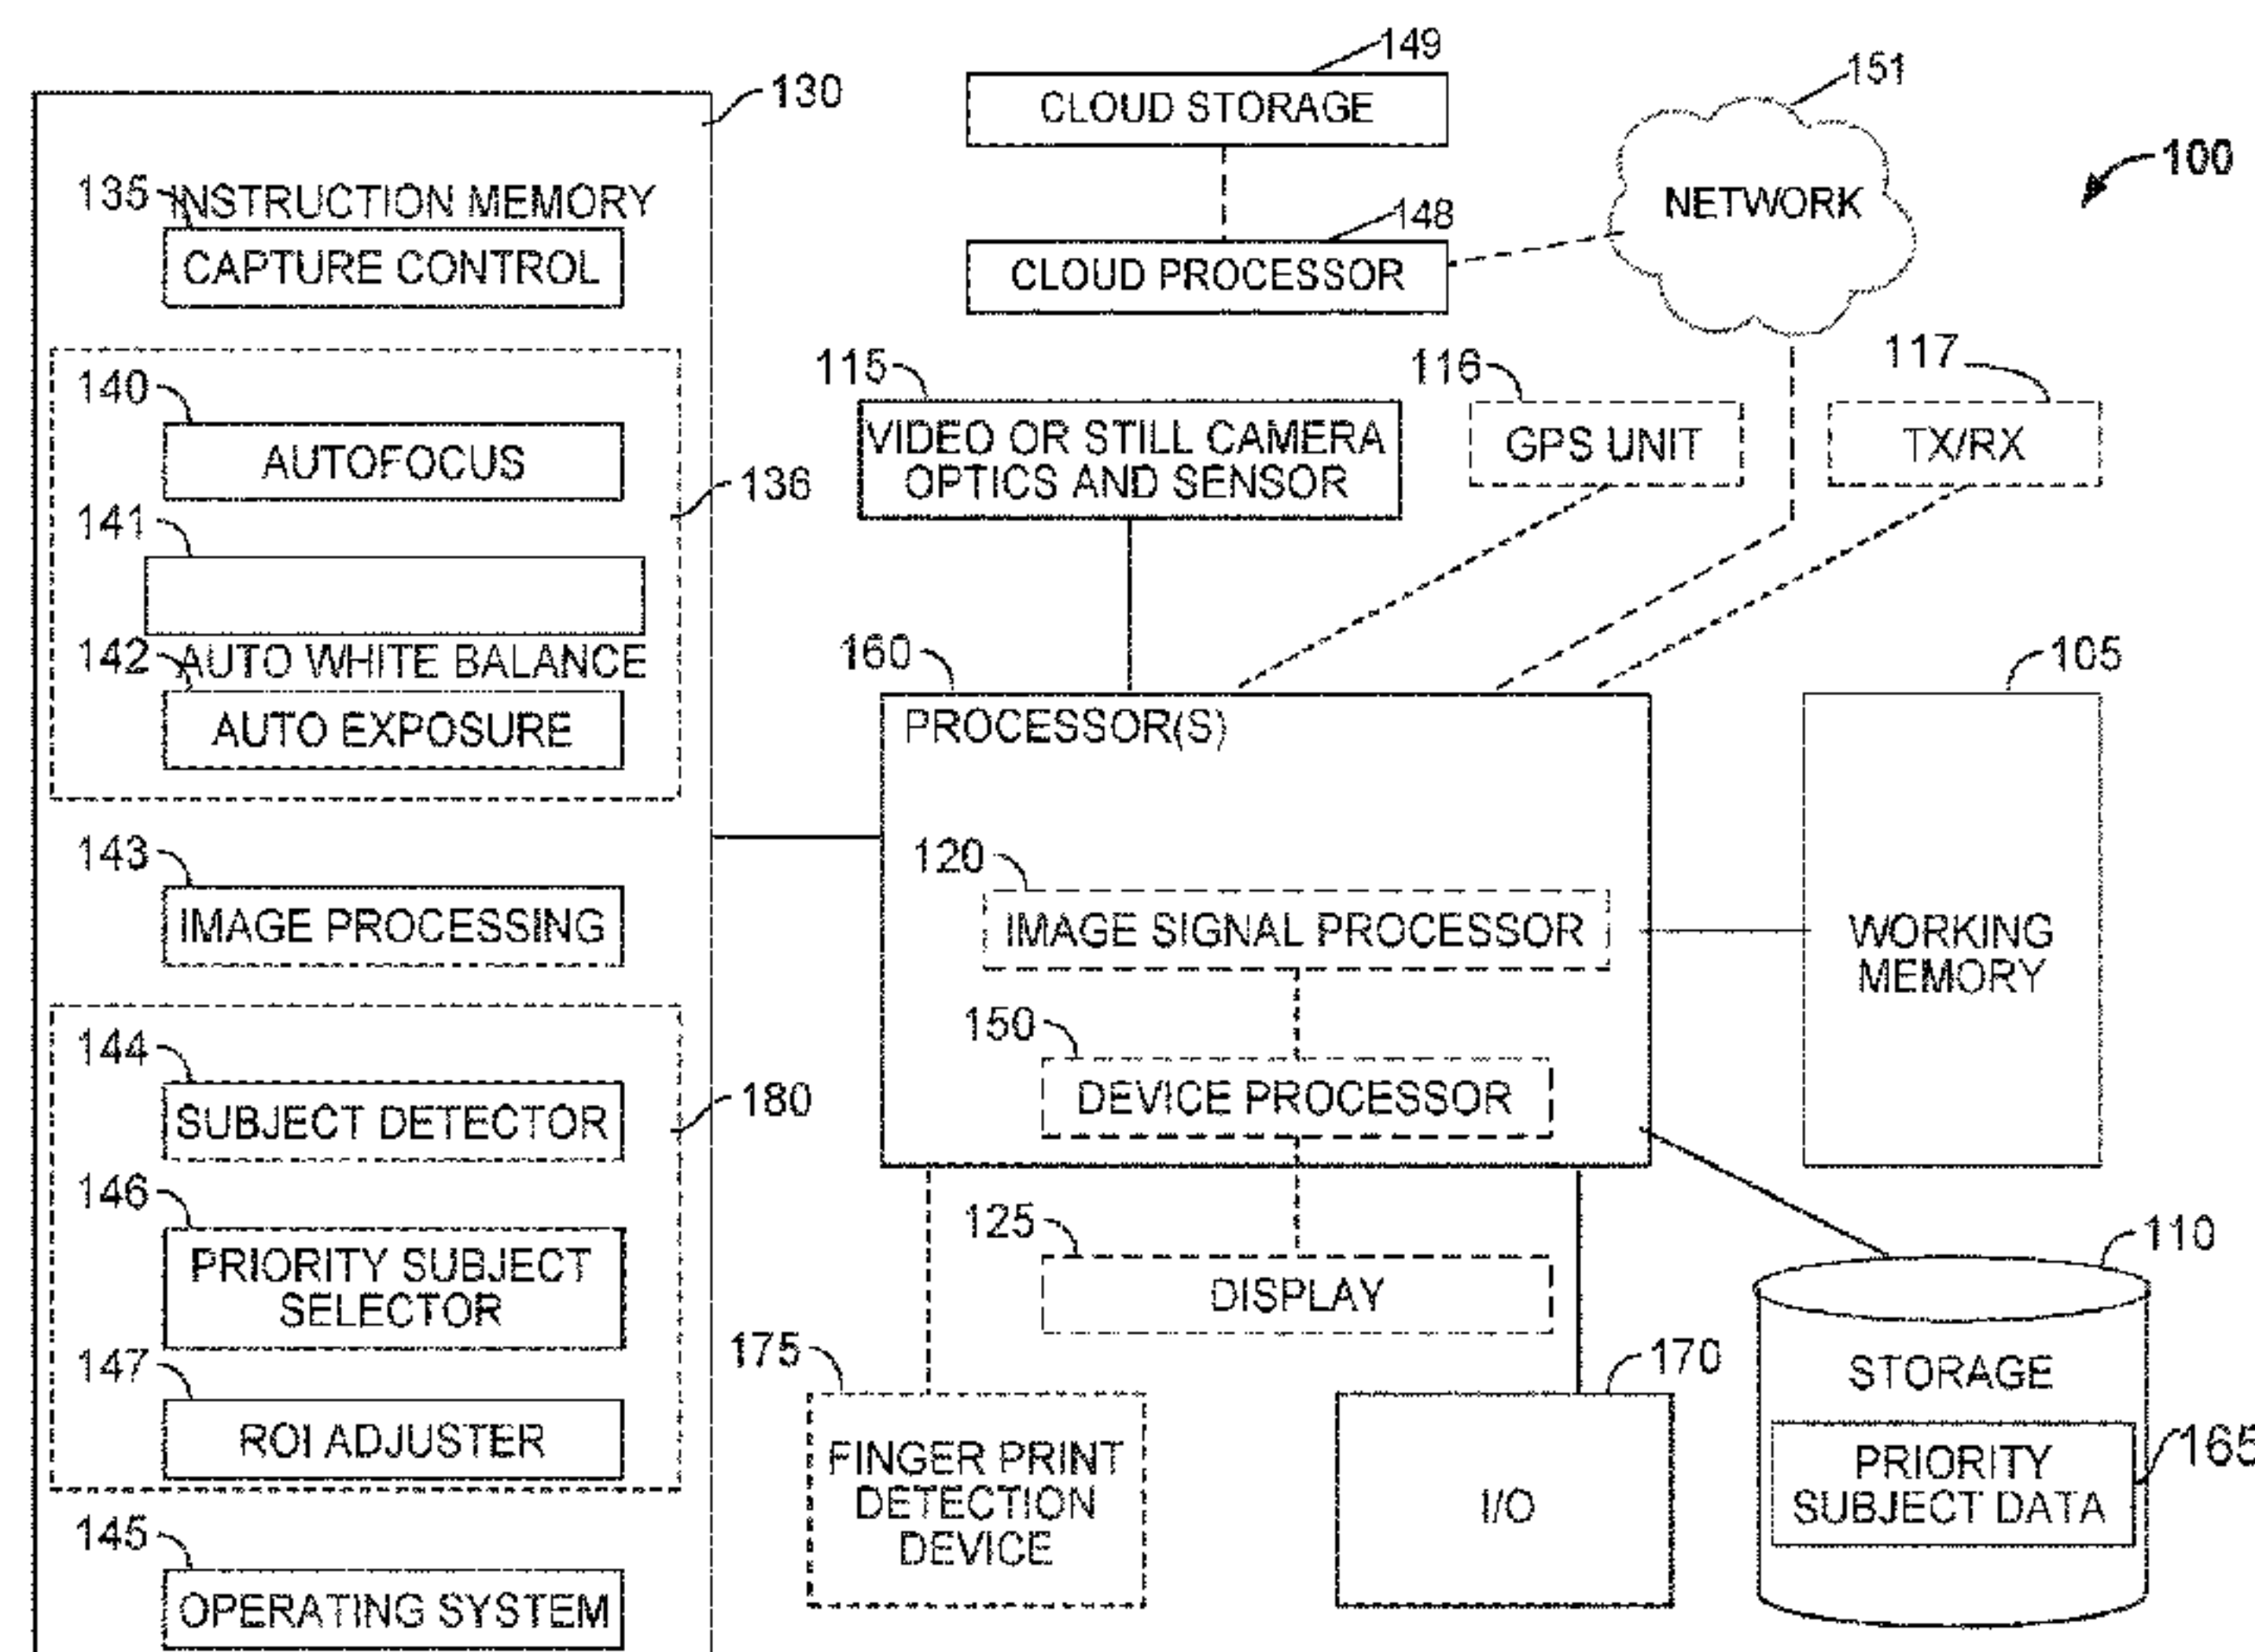 149
CLOUD STORAGE
151
130
100
NETWORK
135
INSTRUCTION MEMORY
CAPTURE CONTROL
148
CLOUD PROCESSOR
140
AUTOFOCUS
136
115
VIDEO OR STILL CAMERA
OPTICS AND SENSOR
116
GPS UNIT
117
TX/RX
141
142
AUTO WHITE BALANCE
AUTO EXPOSURE
160
PROCESSOR(S)
105
WORKING
MEMORY
143
IMAGE PROCESSING
120
IMAGE SIGNAL PROCESSOR
144
SUBJECT DETECTOR
180
150
DEVICE PROCESSOR
146
PRIORITY SUBJECT
SELECTOR
125
DISPLAY
110
STORAGE
165
PRIORITY
SUBJECT DATA
147
ROI ADJUSTER
175
FINGER PRINT
DETECTION
DEVICE
170
I/O
145
OPERATING SYSTEM